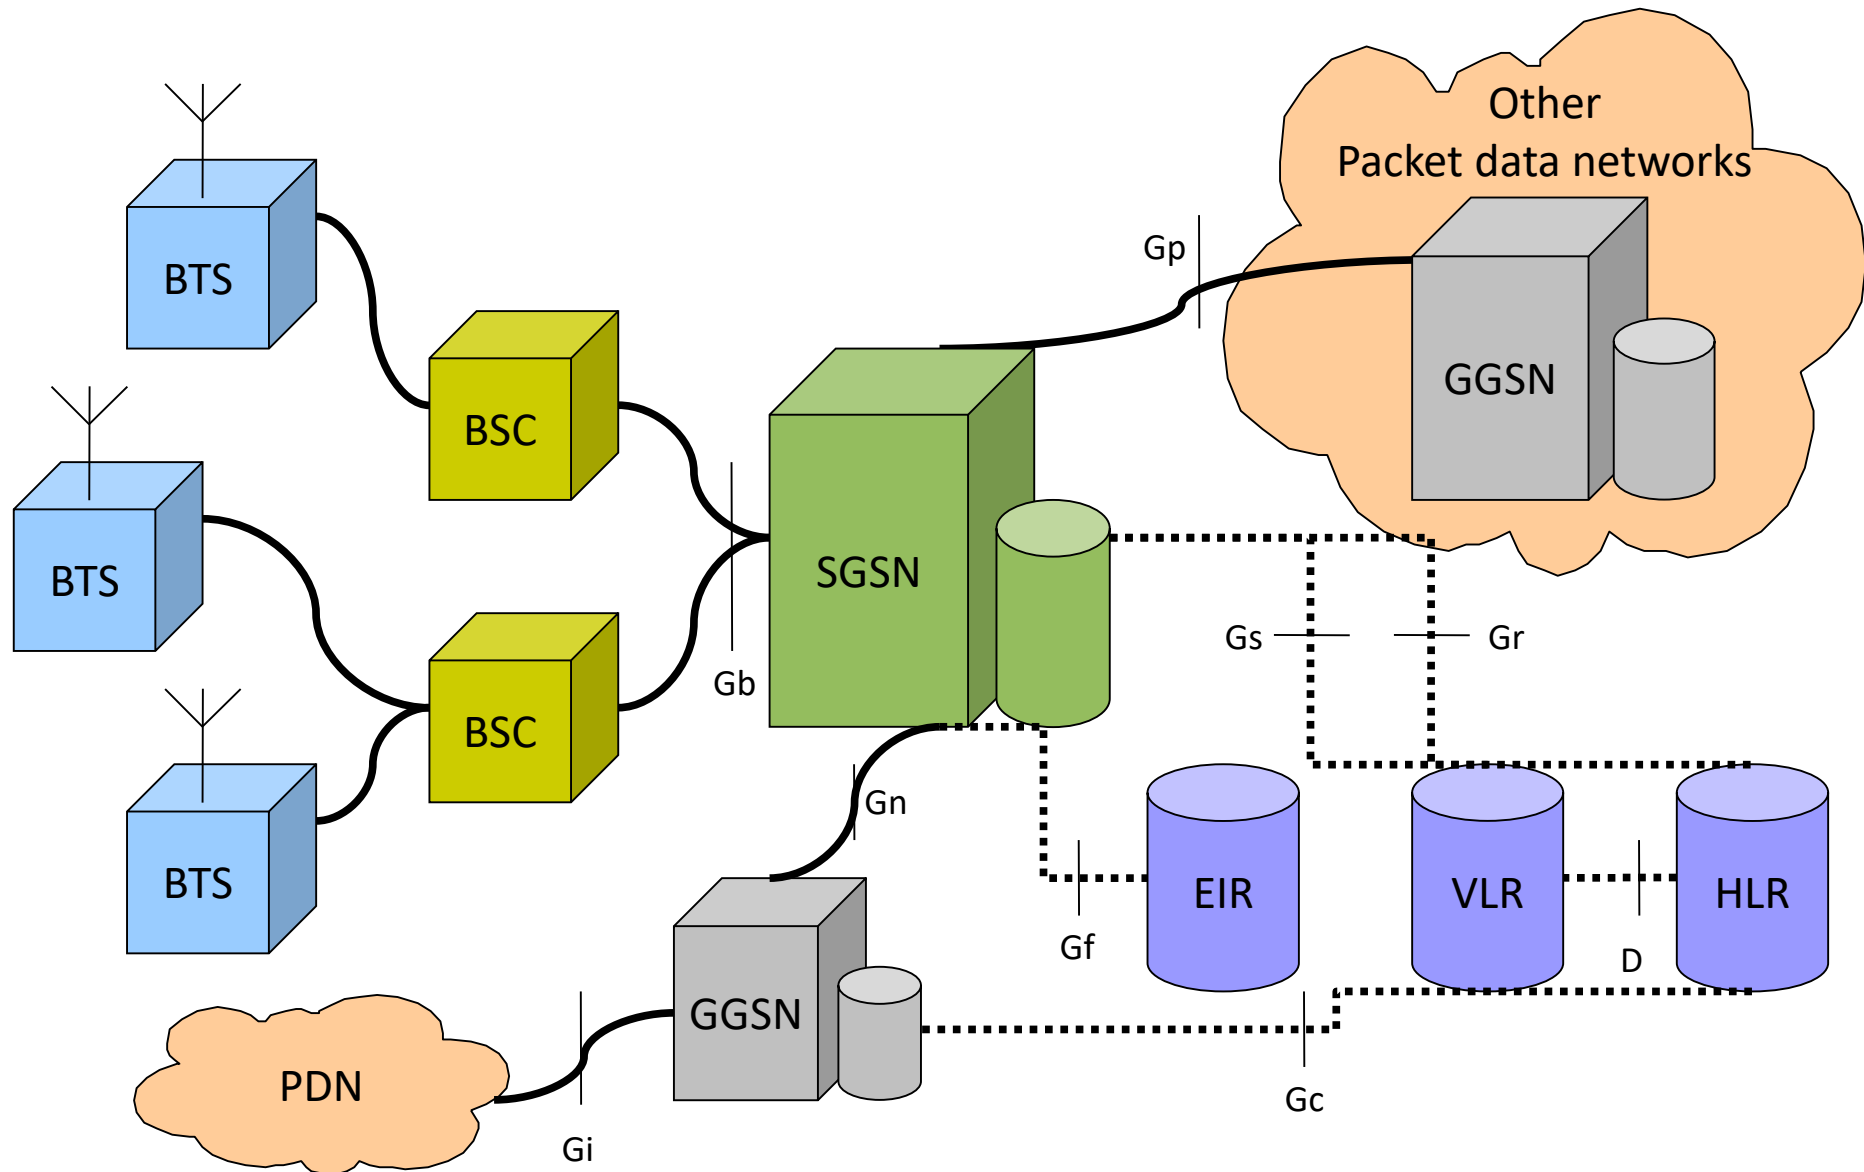 Other
Packet data networks
Gp
BTS
GGSN
BSC
SGSN
BTS
Gs
Gr
Gb
BSC
Gn
BTS
EIR
VLR
HLR
Gf
D
GGSN
PDN
Gc
Gi